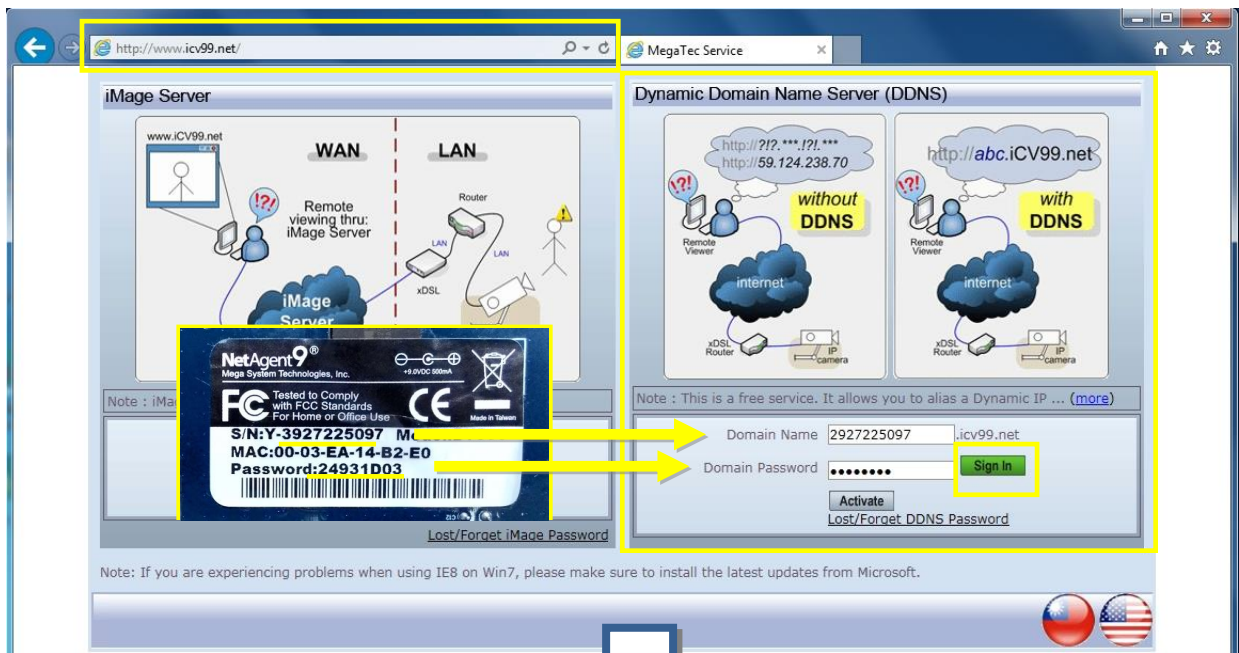 http://www.icv99.net/
MegaTec Service
iMage Server
www.iCV99.net
WAN
LAN
!?/
Remote
viewing thru:
iMage Server
Router
LAN
LAN
xDSL
iMage
Server
Note : iMa
NetAgent9®
Mega System Technologies, Inc.
+9.0VDC 500mA
FC Tested to Comply
with FCC Standards
For Home or Office Use
CE
Made in Taiwan
S/N:Y-3927225097
MAC:00-03-EA-14-B2-E0
Password:24931D03
Lost/Forget iMage Password
Dynamic Domain Name Server (DDNS)
http://?!?.***.!?!.***
http://59.124.238.70
\?!
without
DDNS
Remote
Viewer
internet
xDSL
Router
IP
camera
http://abc.iCV99.net
\?!
with
DDNS
Remote
Viewer
internet
xDSL
Router
IP
camera
Note : This is a free service. It allows you to alias a Dynamic IP ... (more)
Domain Name 2927225097 .icv99.net
Domain Password •••••••• Sign In
Activate
Lost/Forget DDNS Password
Note: If you are experiencing problems when using IE8 on Win7, please make sure to install the latest updates from Microsoft.